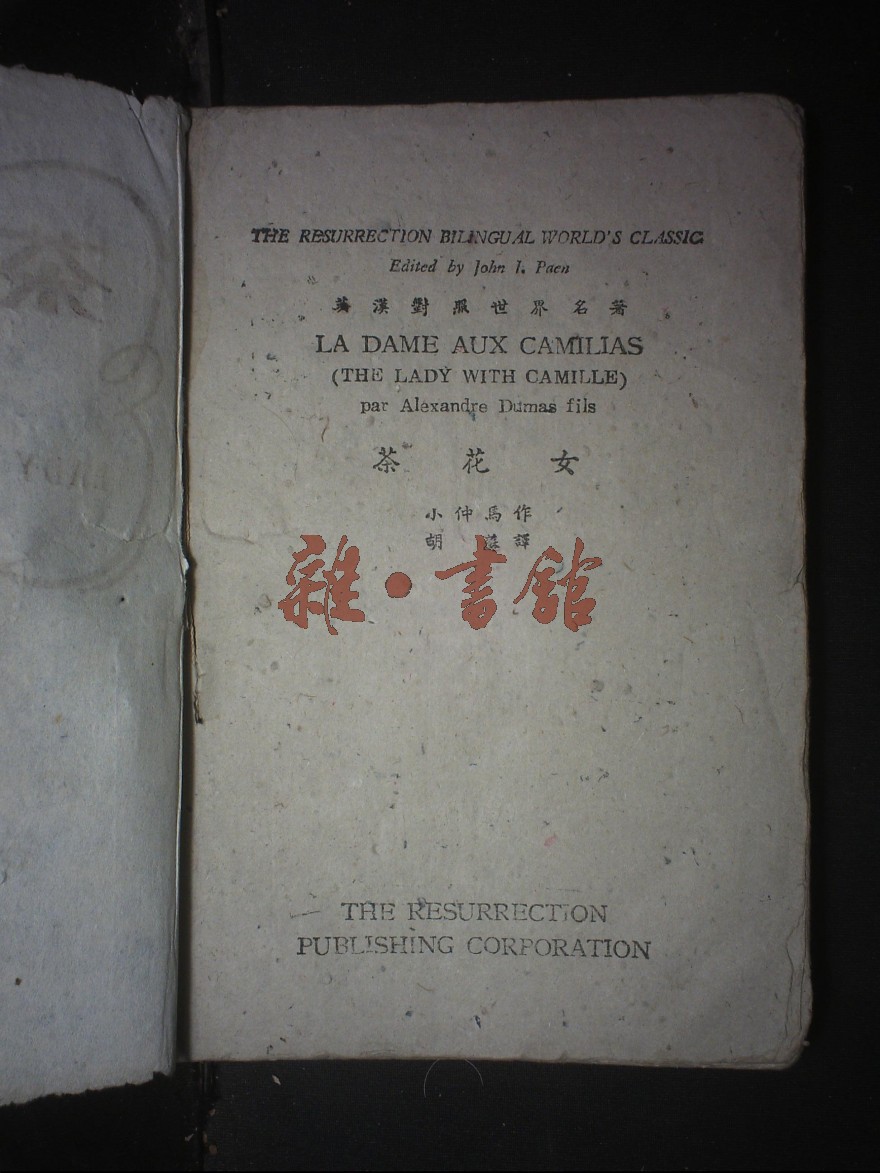 THE RESURRECTION BILINGUAL WORLD'S CLASSIC
Edited by John J. Paen
英漢對照世界名著
LA DAME AUX CAMILIAS
(THE LADY WITH CAMILLE)
par Alexandre Dumas fils
茶花女
小仲馬作
胡 譯
雜·書館
THE RESURRECTION
PUBLISHING CORPORATION